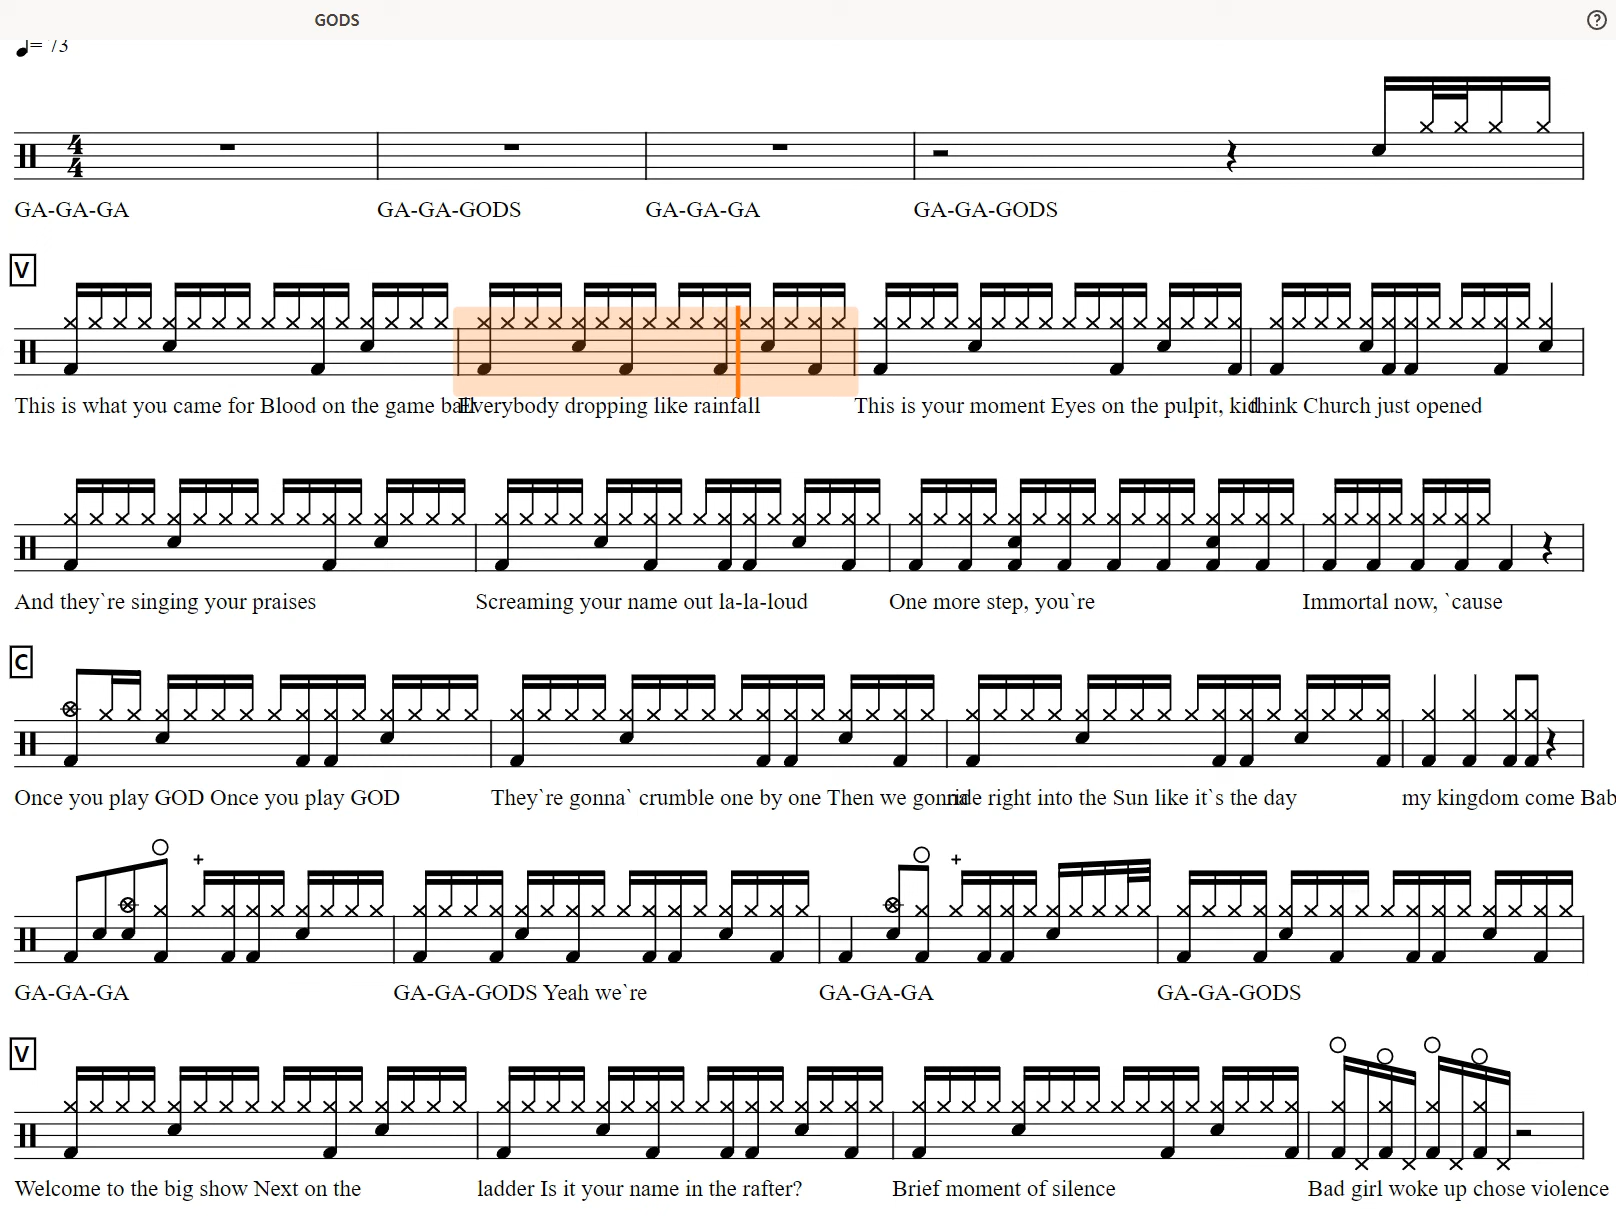 GODS
?
= 73
4
4
GA-GA-GA GA-GA-GODS GA-GA-GA GA-GA-GODS
V
This is what you came for Blood on the game ball Everybody dropping like rainfall This is your moment Eyes on the pulpit, kid think Church just opened
And they`re singing your praises Screaming your name out la-la-loud One more step, you`re Immortal now, `cause
C
Once you play GOD Once you play GOD They`re gonna` crumble one by one Then we gonna ride right into the Sun like it`s the day my kingdom come Bab
GA-GA-GA GA-GA-GODS Yeah we`re GA-GA-GA GA-GA-GODS
V
Welcome to the big show Next on the ladder Is it your name in the rafter? Brief moment of silence Bad girl woke up chose violence